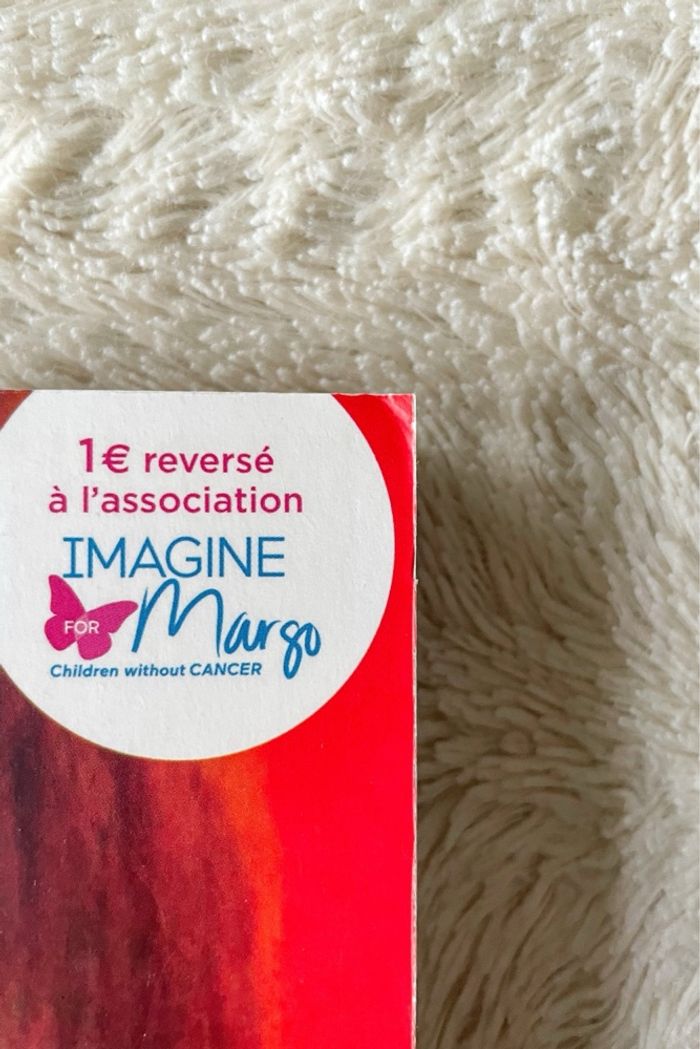 1€ reversé
à l'association
IMAGINE
FOR Margo
Children without CANCER